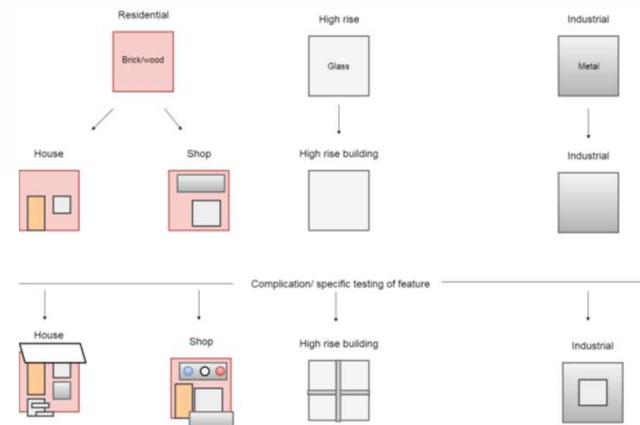 Residential
High rise
Industrial
Brick/wood
Glass
Metal
House
Shop
High rise building
Industrial
Complication/ specific testing of feature
House
Shop
High rise building
Industrial